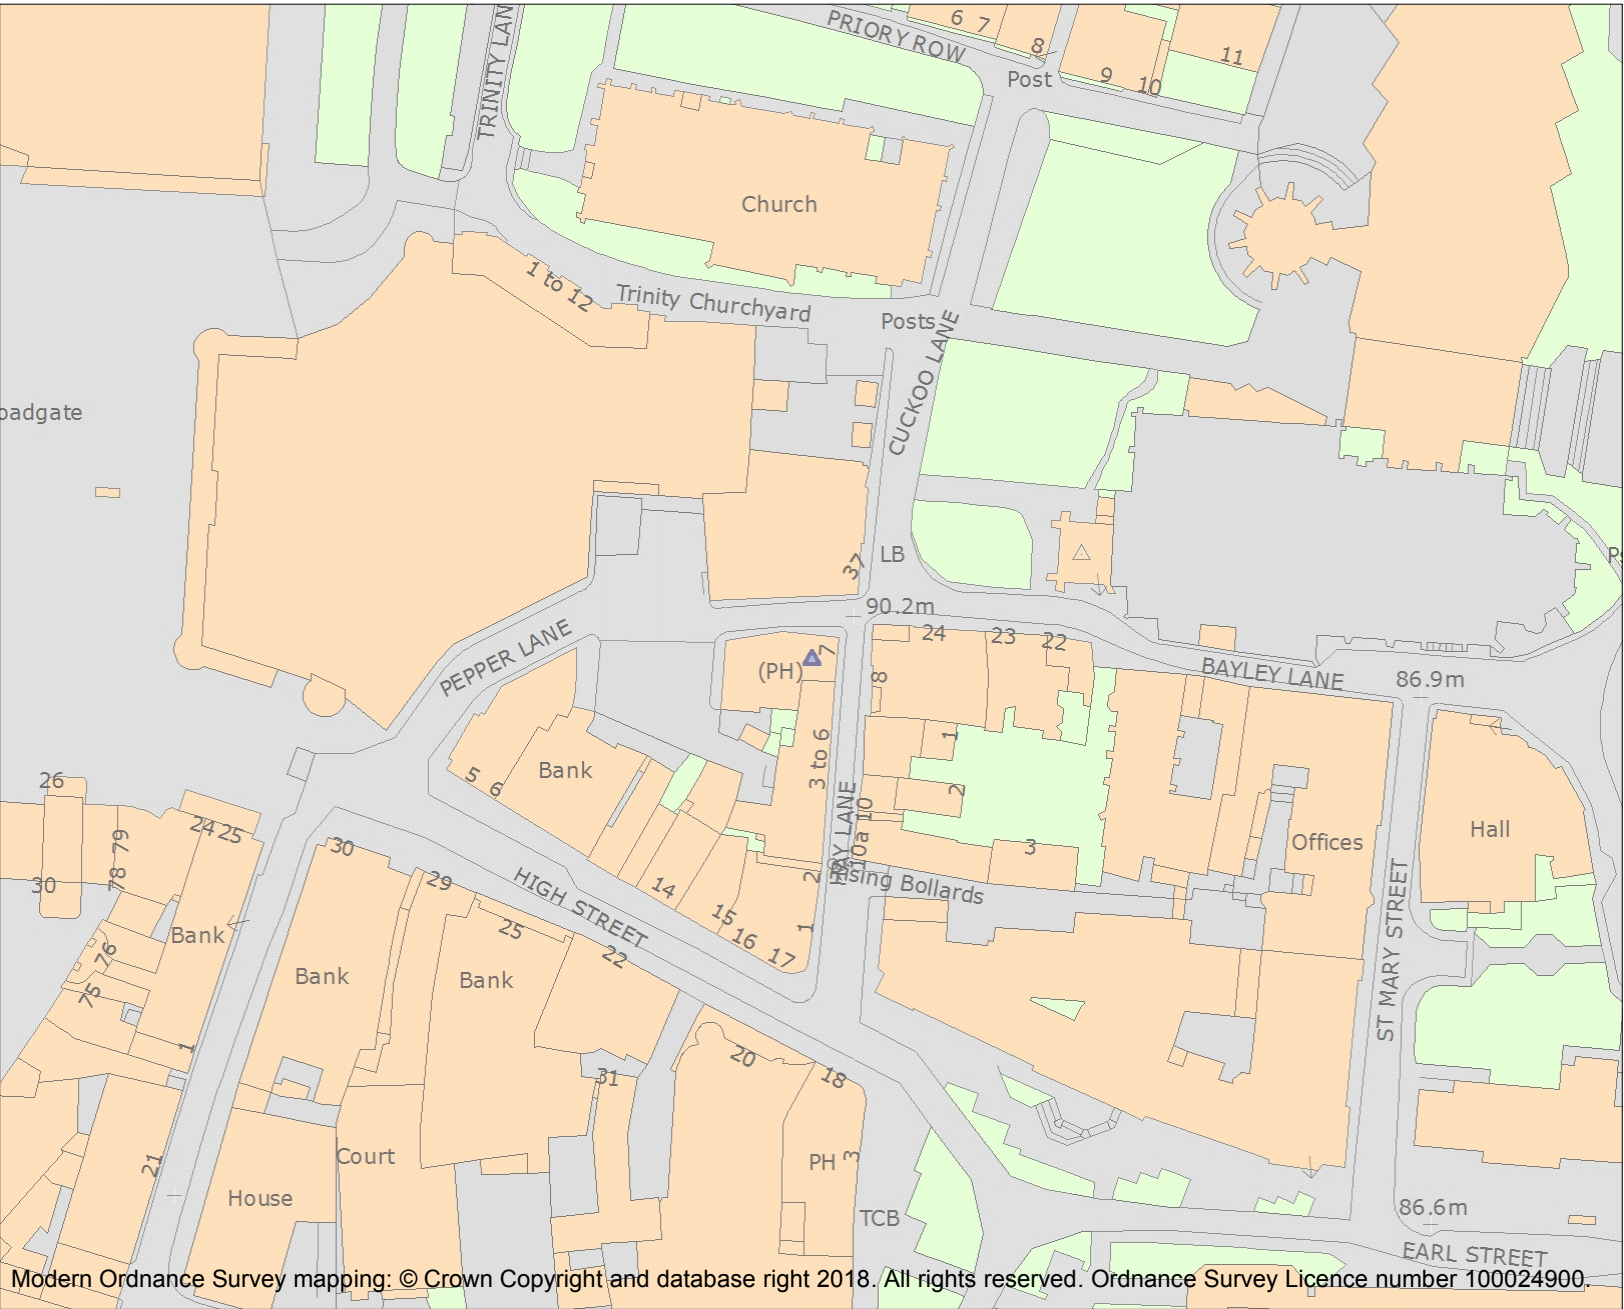 PRIORY ROW
6
7
8
9
10
11
Post
TRINITY LAN
Church
1 to 12
Trinity Churchyard
Posts
CUCKOO LANE
oadgate
37
LB
90.2m
PEPPER LANE
(PH)
7
8
24
23
22
BAYLEY LANE
86.9m
3 to 6
1
2
3
HAY LANE
10a 10
Rising Bollards
Offices
Hall
ST MARY STREET
5
6
Bank
14
15
16
17
2
1
HIGH STREET
26
30
78 79
24 25
Bank
76
75
1
30
29
Bank
25
Bank
22
31
20
18
PH
3
TCB
21
House
Court
86.6m
EARL STREET
Modern Ordnance Survey mapping: © Crown Copyright and database right 2018. All rights reserved. Ordnance Survey Licence number 100024900.